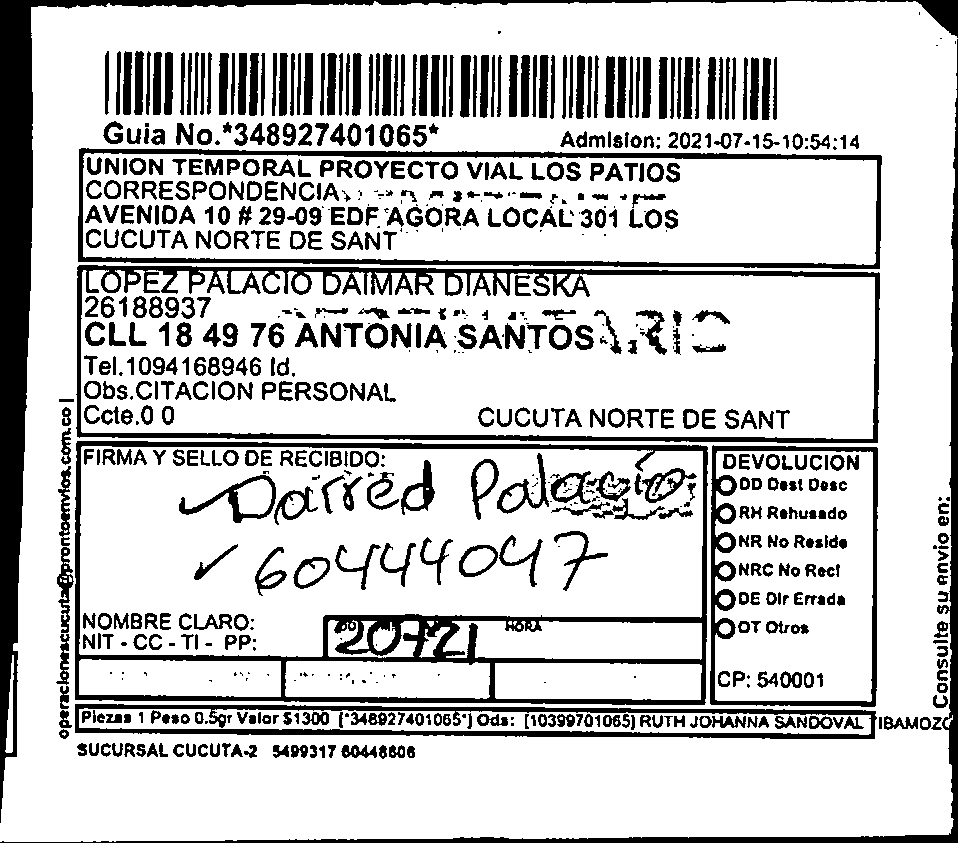 Guia No.*348927401065*
Admision: 2021-07-15-10:54:14
UNION TEMPORAL PROYECTO VIAL LOS PATIOS
CORRESPONDENCIA
AVENIDA 10 # 29-09 EDF AGORA LOCAL 301 LOS
CUCUTA NORTE DE SANT
LOPEZ PALACIO DAIMAR DIANESKA
26188937
CLL 18 49 76 ANTONIA SANTOS
Tel.1094168946 Id.
Obs.CITACION PERSONAL
Ccte.0 0
CUCUTA NORTE DE SANT
operacionescucuta@prontoenvios.com.co |
FIRMA Y SELLO DE RECIBIDO:
Darred Palacio
60444047
NOMBRE CLARO:
NIT - CC - TI - PP:
HORA
20721
DEVOLUCION
DD Dest Desc
RH Rehusado
NR No Reside
NRC No Reci
DE Dir Errada
OT Otros
CP: 540001
Consulte su envio en:
Piezas 1 Peso 0.5gr Valor $1300 [*348927401065*] Ods: [10399701065] RUTH JOHANNA SANDOVAL TIBAMOZO
SUCURSAL CUCUTA-2 5499317 60448606